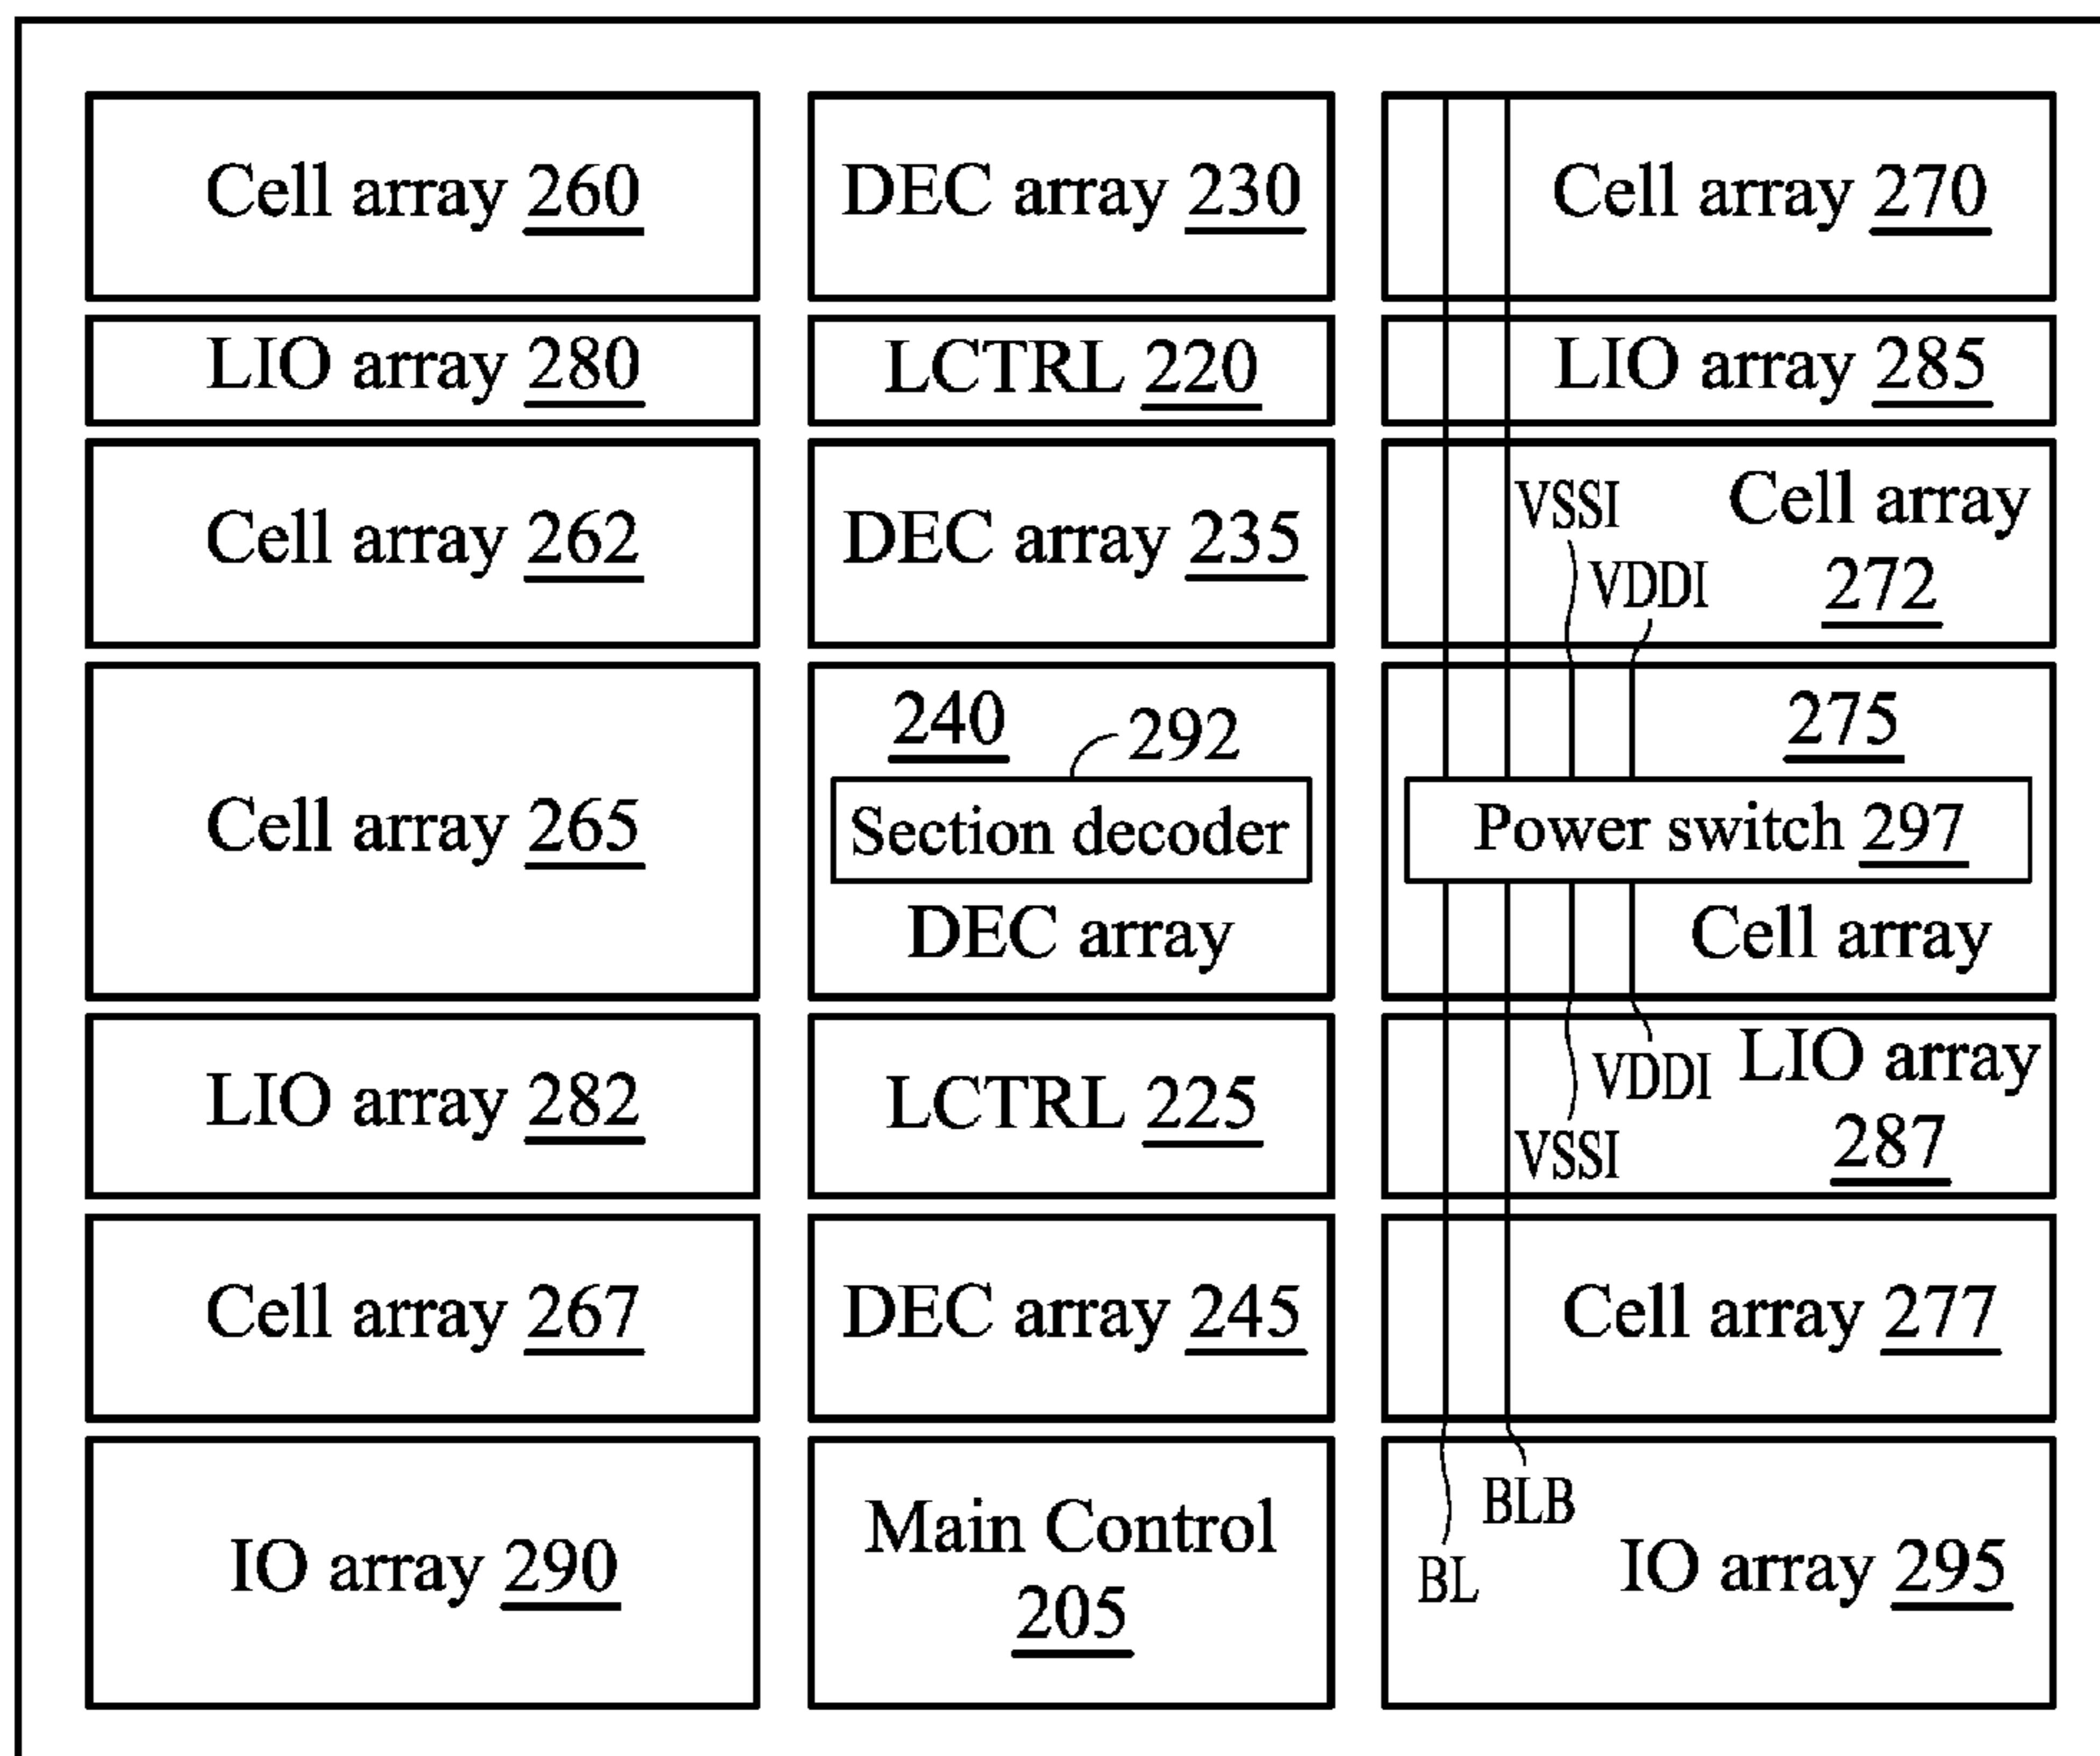 Cell array 260
DEC array 230
Cell array 270
LIO array 280
LCTRL 220
LIO array 285
Cell array 262
DEC array 235
VSSI
VDDI
Cell array
272
Cell array 265
240
292
Section decoder
DEC array
275
Power switch 297
Cell array
LIO array 282
LCTRL 225
VDDI
VSSI
LIO array
287
Cell array 267
DEC array 245
Cell array 277
IO array 290
Main Control
205
BLB
BL
IO array 295